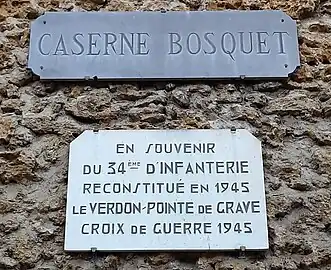 CASERNE BOSQUET
EN SOUVENIR
DU 34ÈME D'INFANTERIE
RECONSTITUÉ EN 1945
LE VERDON-POINTE DE GRAVE
CROIX DE GUERRE 1945